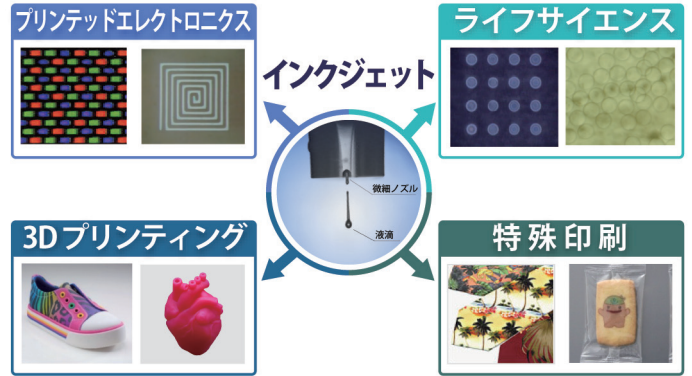 プリンテッドエレクトロニクス
ライフサイエンス
インクジェット
微細ノズル
液滴
3Dプリンティング
特殊印刷